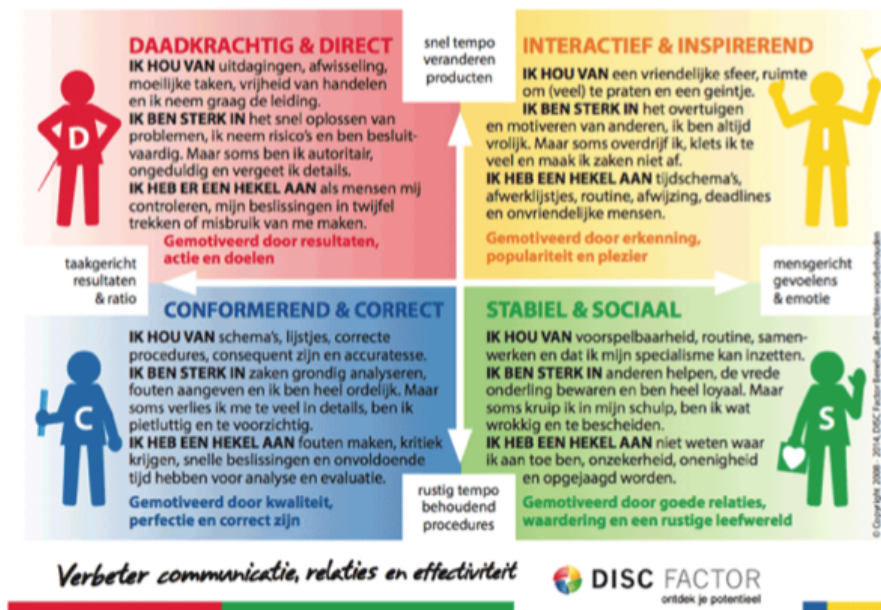 DAADKRACHTIG & DIRECT
IK HOU VAN uitdagingen, afwisseling,
moeilijke taken, vrijheid van handelen
en ik neem graag de leiding.
IK BEN STERK IN het snel oplossen van
problemen, ik neem risico's en ben besluit-
vaardig. Maar soms ben ik autoritair,
ongeduldig en vergeet ik details.
IK HEB ER EEN HEKEL AAN als mensen mij
controleren, mijn beslissingen in twijfel
trekken of misbruik van me maken.
Gemotiveerd door resultaten,
actie en doelen
D
snel tempo
veranderen
producten
INTERACTIEF & INSPIREREND
IK HOU VAN een vriendelijke sfeer, ruimte
om (veel) te praten en een geintje.
IK BEN STERK IN het overtuigen
en motiveren van anderen, ik ben altijd
vrolijk. Maar soms overdrijf ik, klets ik te
veel en maak ik zaken niet af.
IK HEB EEN HEKEL AAN tijdschema's,
afwerklijstjes, routine, afwijzing, deadlines
en onvriendelijke mensen.
Gemotiveerd door erkenning,
populariteit en plezier
I
taakgericht
resultaten
& ratio
mensgericht
gevoelens
& emotie
CONFORMEREND & CORRECT
IK HOU VAN schema's, lijstjes, correcte
procedures, consequent zijn en accuratesse.
IK BEN STERK IN zaken grondig analyseren,
fouten aangeven en ik ben heel ordelijk. Maar
soms verlies ik me te veel in details, ben ik
pietluttig en te voorzichtig.
IK HEB EEN HEKEL AAN fouten maken, kritiek
krijgen, snelle beslissingen en onvoldoende
tijd hebben voor analyse en evaluatie.
Gemotiveerd door kwaliteit,
perfectie en correct zijn
C
rustig tempo
behoudend
procedures
STABIEL & SOCIAAL
IK HOU VAN voorspelbaarheid, routine, samen-
werken en dat ik mijn specialisme kan inzetten.
IK BEN STERK IN anderen helpen, de vrede
onderling bewaren en ben heel loyaal. Maar
soms kruip ik in mijn schulp, ben ik wat
wrokkig en te bescheiden.
IK HEB EEN HEKEL AAN niet weten waar
ik aan toe ben, onzekerheid, onenigheid
en opgejaagd worden.
Gemotiveerd door goede relaties,
waardering en een rustige leefwereld
S
© Copyright 2008 - 2014, DISC Factor Benelux, alle rechten voorbehouden
Verbeter communicatie, relaties en effectiviteit
DISC FACTOR
ontdek je potentieel